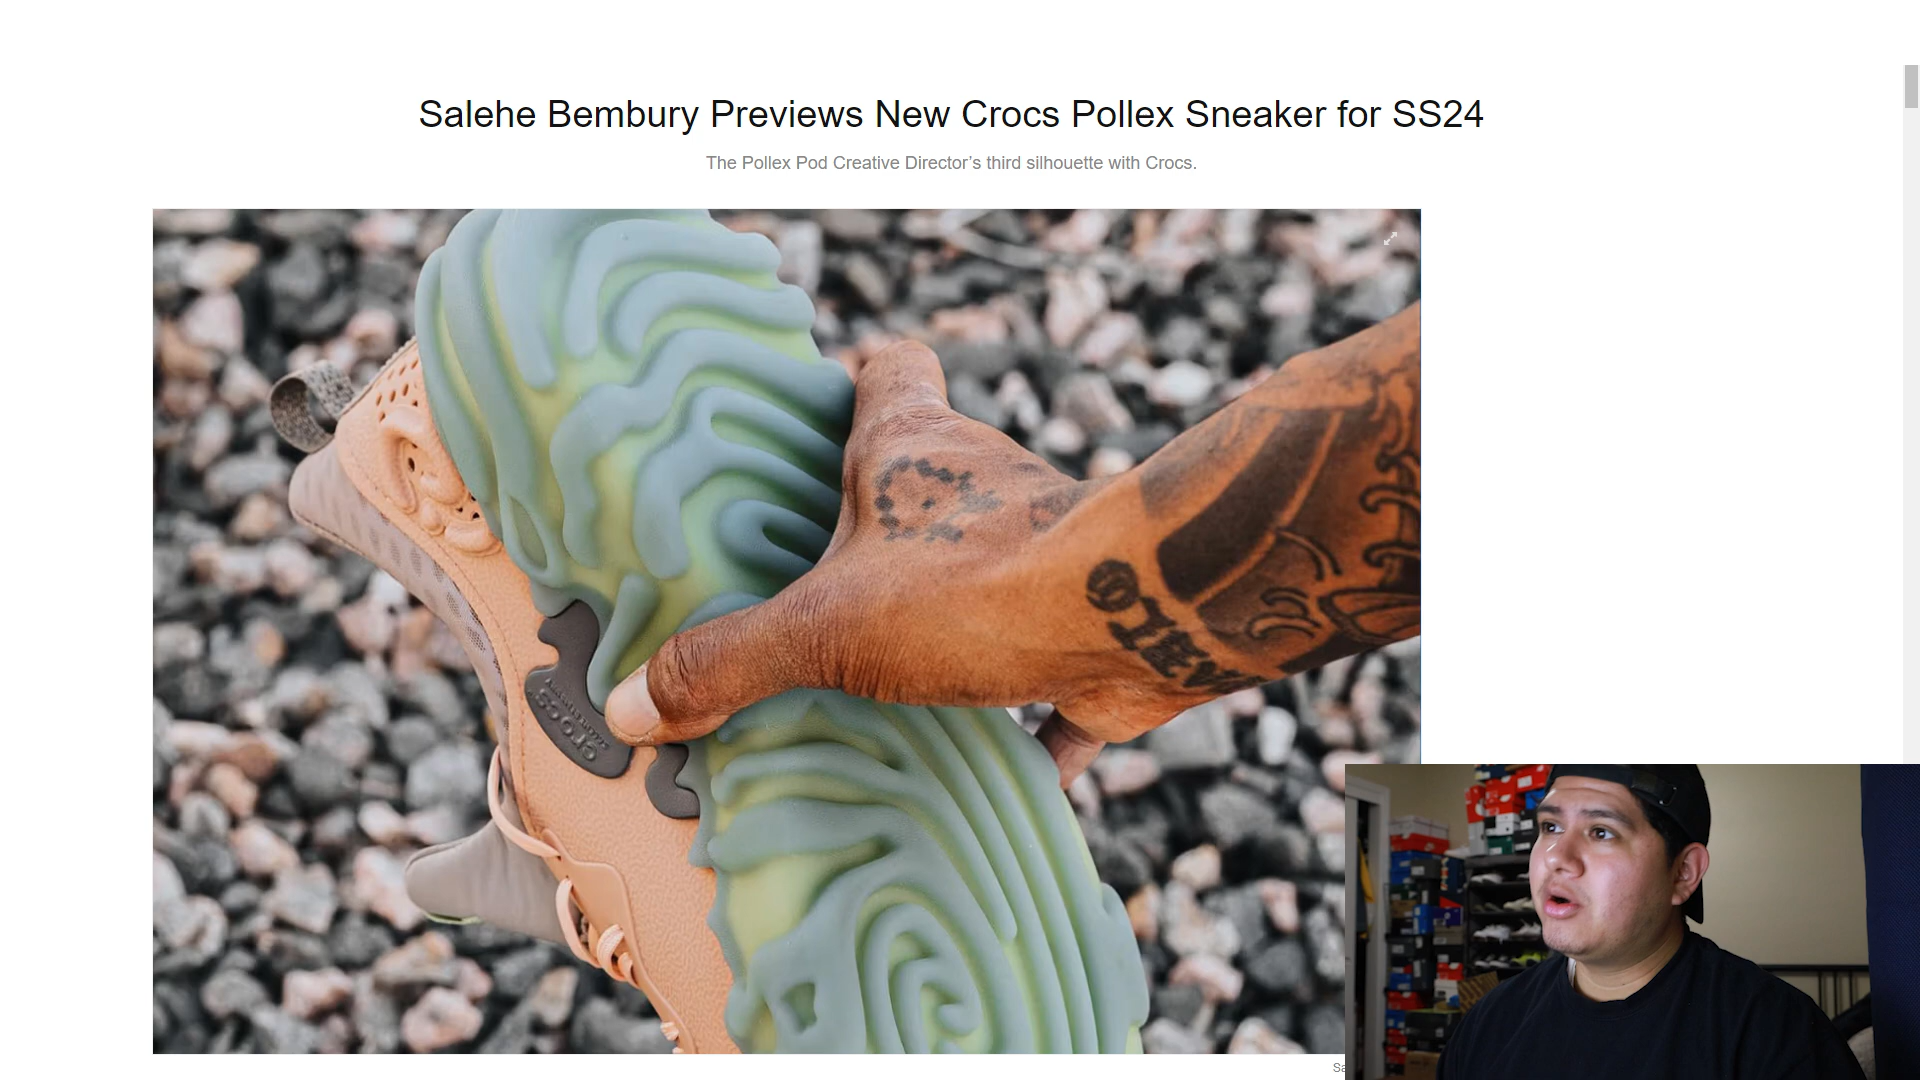 Salehe Bembury Previews New Crocs Pollex Sneaker for SS24
The Pollex Pod Creative Director’s third silhouette with Crocs.
crocs
Sa